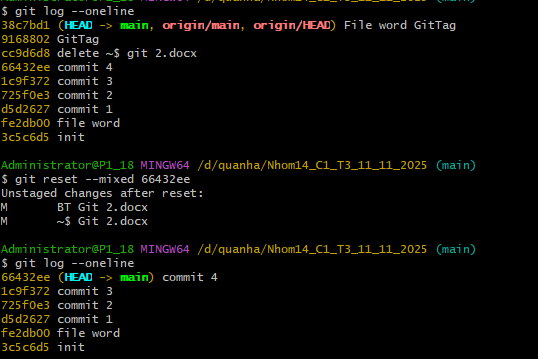 $ git log --oneline
38c7bd1 (HEAD -> main, origin/main, origin/HEAD) File word GitTag
9168802 GitTag
cc9d6d8 delete ~$ git 2.docx
66432ee commit 4
1c9f372 commit 3
725f0e3 commit 2
d5d2627 commit 1
fe2db00 file word
3c5c6d5 init
Administrator@P1_18 MINGW64 /d/quanha/Nhom14_C1_T3_11_11_2025 (main)
$ git reset --mixed 66432ee
Unstaged changes after reset:
M       BT Git 2.docx
M       ~$ Git 2.docx
Administrator@P1_18 MINGW64 /d/quanha/Nhom14_C1_T3_11_11_2025 (main)
$ git log --oneline
66432ee (HEAD -> main) commit 4
1c9f372 commit 3
725f0e3 commit 2
d5d2627 commit 1
fe2db00 file word
3c5c6d5 init